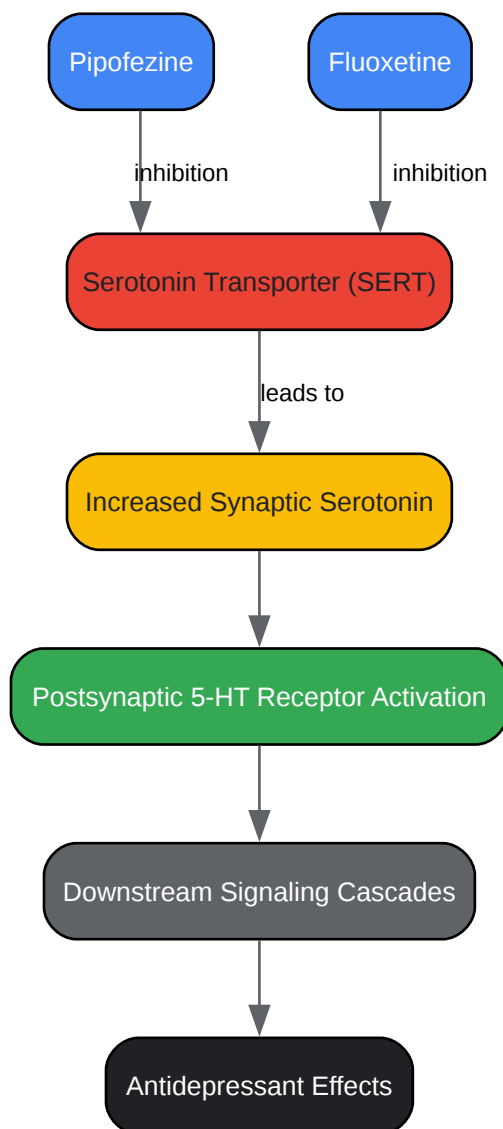 Pipofezine
Fluoxetine
inhibition
inhibition
Serotonin Transporter (SERT)
leads to
Increased Synaptic Serotonin
Postsynaptic 5-HT Receptor Activation
Downstream Signaling Cascades
Antidepressant Effects